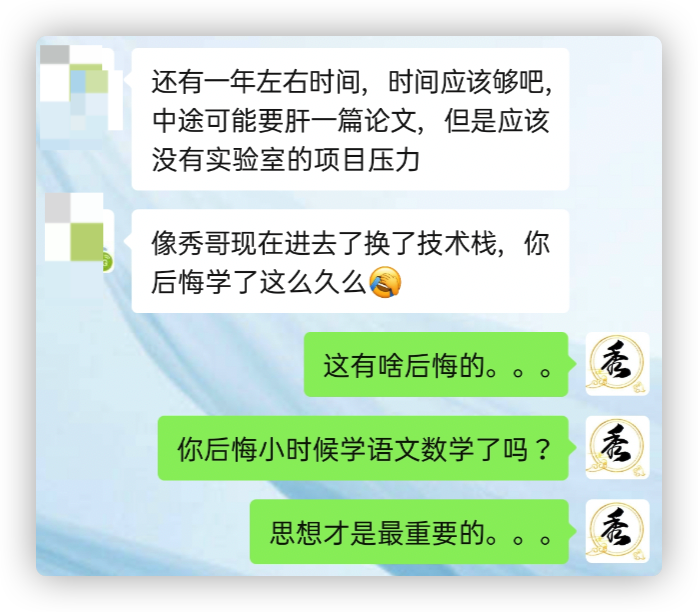 还有一年左右时间，时间应该够吧，
中途可能要肝一篇论文，但是应该
没有实验室的项目压力
像秀哥现在进去了换了技术栈，你
后悔学了这么久么🤦
这有啥后悔的。。。
秀
你后悔小时候学语文数学了吗？
秀
思想才是最重要的。。。
秀